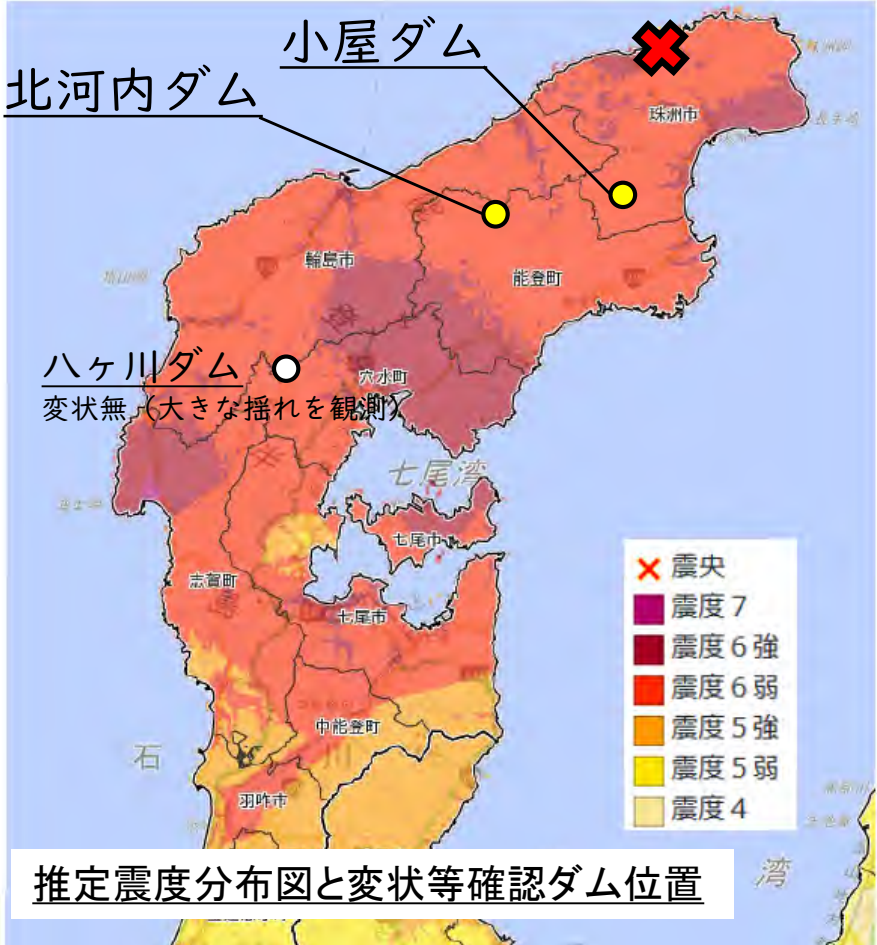 小屋ダム
北河内ダム
珠洲市
輪島市
能登町
八ヶ川ダム
変状無（大きな揺れを観測）
穴水町
七尾湾
七尾市
志賀町
七尾市
中能登町
石
川
羽咋市
湾
震央
震度7
震度6強
震度6弱
震度5強
震度5弱
震度4
推定震度分布図と変状等確認ダム位置